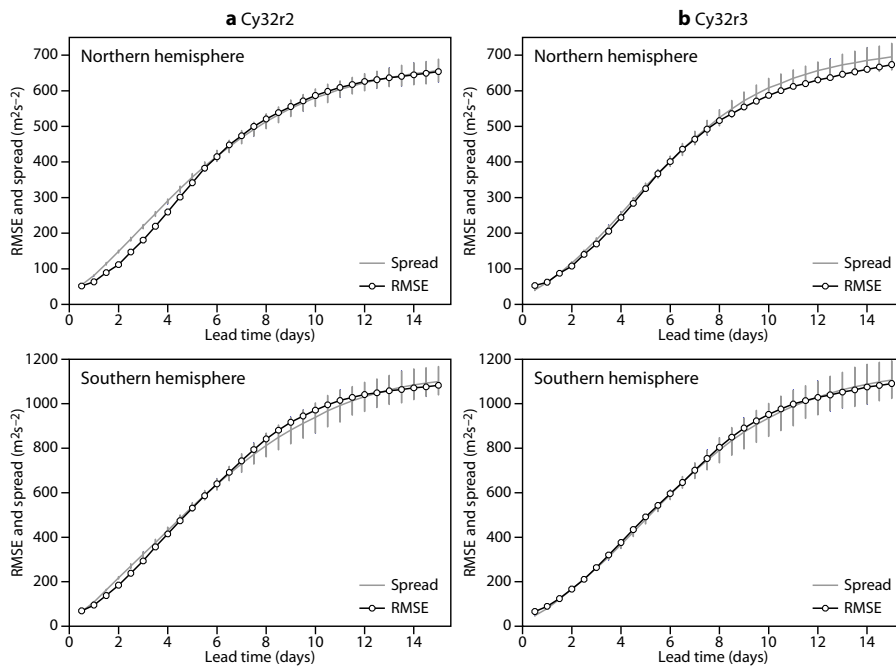 a Cy32r2
b Cy32r3
Northern hemisphere
RMSE and spread (m²s–²)
700
600
500
400
300
200
100
0
Spread
RMSE
0 2 4 6 8 10 12 14
Lead time (days)
Northern hemisphere
RMSE and spread (m²s–²)
700
600
500
400
300
200
100
0
Spread
RMSE
0 2 4 6 8 10 12 14
Lead time (days)
Southern hemisphere
RMSE and spread (m²s–²)
1200
1000
800
600
400
200
0
Spread
RMSE
0 2 4 6 8 10 12 14
Lead time (days)
Southern hemisphere
RMSE and spread (m²s–²)
1200
1000
800
600
400
200
0
Spread
RMSE
0 2 4 6 8 10 12 14
Lead time (days)